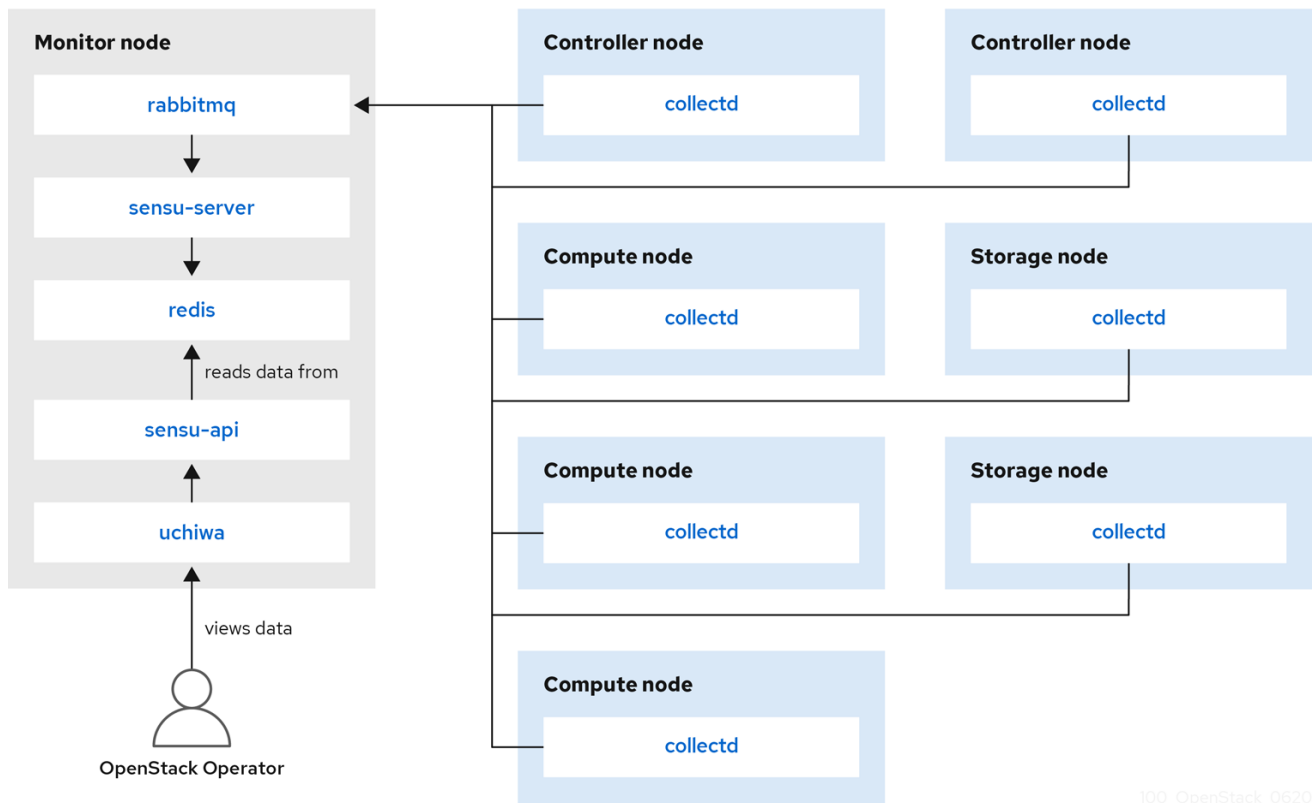 Monitor node
rabbitmq
sensu-server
redis
reads data from
sensu-api
uchiwa
views data
OpenStack Operator
Controller node
collectd
Controller node
collectd
Compute node
collectd
Storage node
collectd
Compute node
collectd
Storage node
collectd
Compute node
collectd
100_OpenStack_0620